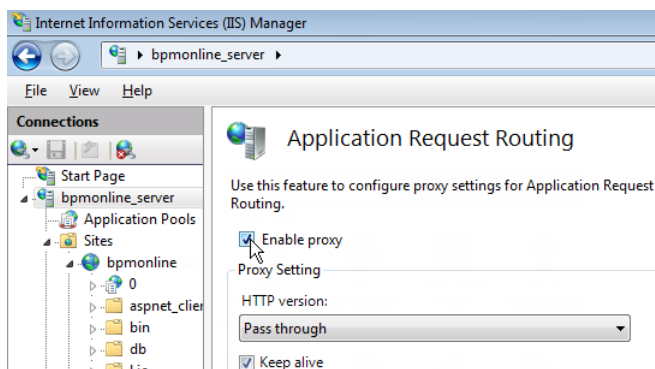 Internet Information Services (IIS) Manager
bpmonline_server
File View Help
Connections
Start Page
bpmonline_server
Application Pools
Sites
bpmonline
0
aspnet_clier
bin
db
Application Request Routing
Use this feature to configure proxy settings for Application Request
Routing.
Enable proxy
Proxy Setting
HTTP version:
Pass through
Keep alive